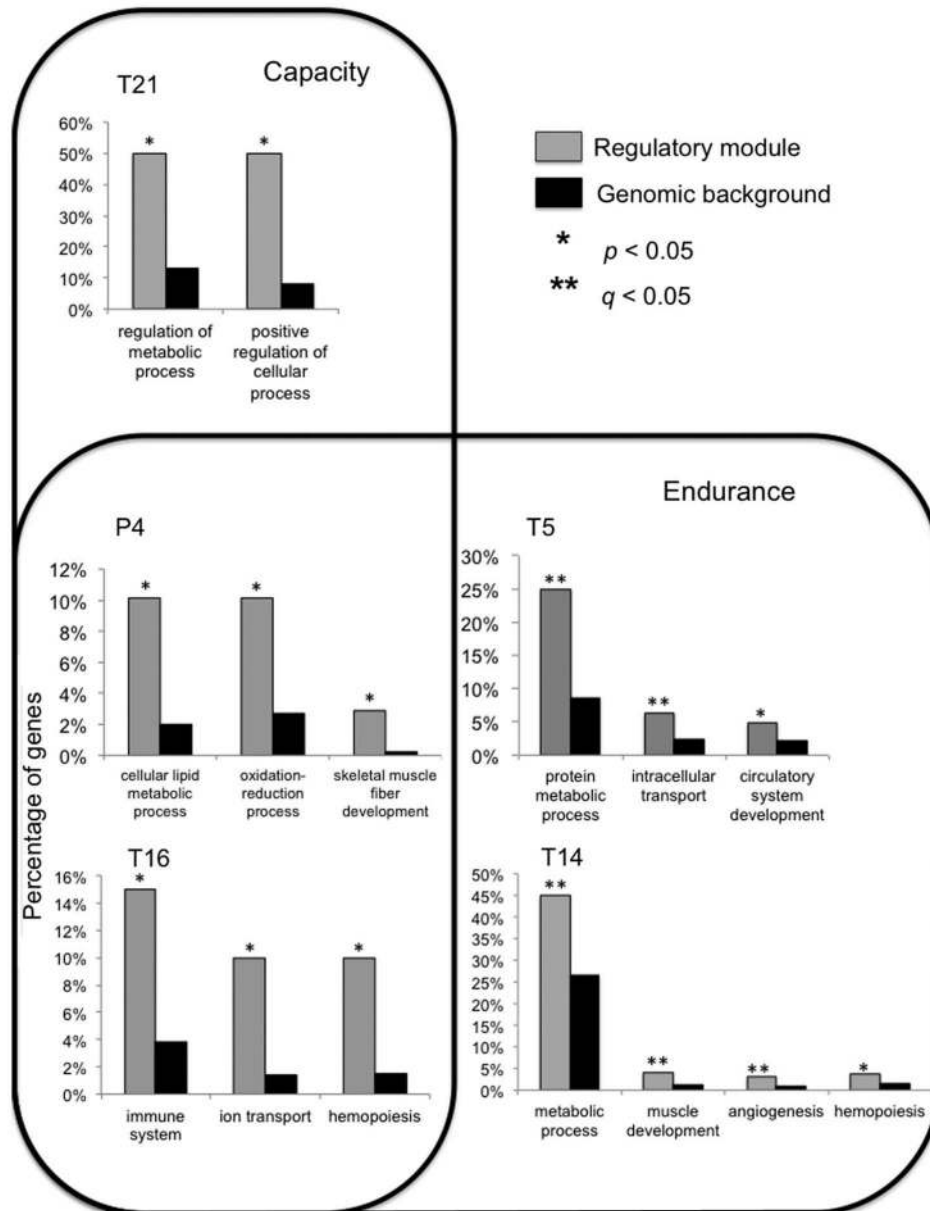 Capacity
T21
60%
50%
40%
30%
20%
10%
0%
* *
regulation of
metabolic
process
positive
regulation of
cellular
process
Regulatory module
Genomic background
* p < 0.05
** q < 0.05
Endurance
Percentage of genes
P4
12%
10%
8%
6%
4%
2%
0%
* * *
cellular lipid
metabolic
process
oxidation-
reduction
process
skeletal muscle
fiber
development
T5
30%
25%
20%
15%
10%
5%
0%
** ** *
protein
metabolic
process
intracellular
transport
circulatory
system
development
T16
16%
14%
12%
10%
8%
6%
4%
2%
0%
* * *
immune
system
ion transport
hemopoiesis
T14
50%
45%
40%
35%
30%
25%
20%
15%
10%
5%
0%
** ** ** *
metabolic
process
muscle
development
angiogenesis
hemopoiesis